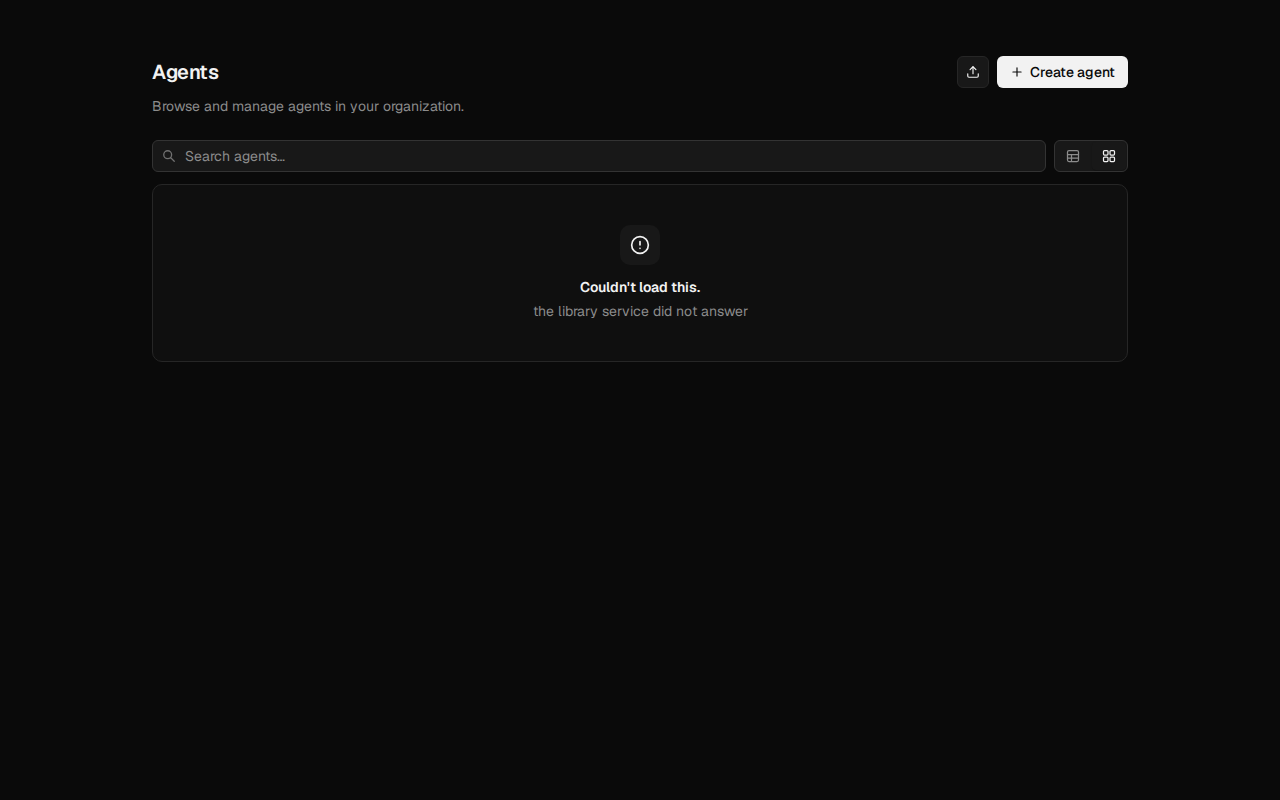 Agents
Create agent
Browse and manage agents in your organization.
Search agents...
Couldn't load this.
the library service did not answer